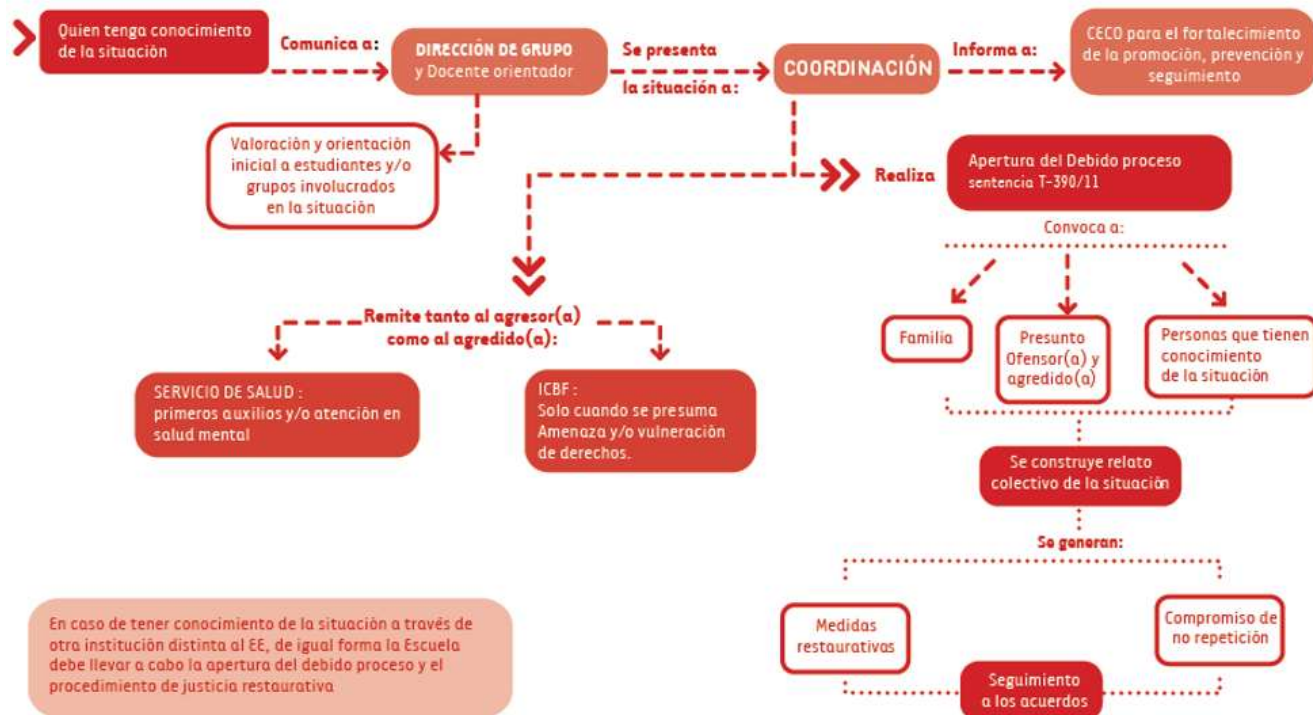 Quien tenga conocimiento
de la situación
Comunica a:
DIRECCIÓN DE GRUPO
y Docente orientador
Se presenta
la situación a:
COORDINACIÓN
Informa a:
CECO para el fortalecimiento
de la promoción, prevención y
seguimiento
Valoración y orientación
inicial a estudiantes y/o
grupos involucrados
en la situación
Realiza
Apertura del Debido proceso
sentencia T-390/11
Convoca a:
Familia
Presunto
Ofensor(a) y
agredido(a)
Personas que tienen
conocimiento
de la situación
Remite tanto al agresor(a)
como al agredido(a):
SERVICIO DE SALUD :
primeros auxilios y/o atención en
salud mental
ICBF :
Solo cuando se presuma
Amenaza y/o vulneración
de derechos.
Se construye relato
colectivo de la situación
Se generan:
Medidas
restaurativas
Compromiso de
no repetición
Seguimiento
a los acuerdos
En caso de tener conocimiento de la situación a través de
otra institución distinta al EE, de igual forma la Escuela
debe llevar a cabo la apertura del debido proceso y el
procedimiento de justicia restaurativa